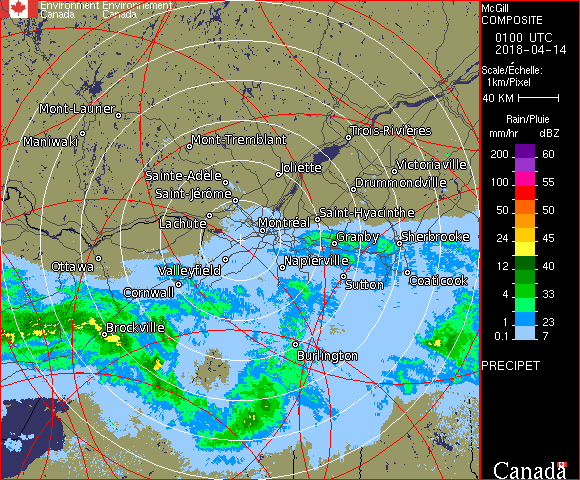 Environment Environnement
Canada Canada
McGill
COMPOSITE
0100 UTC
2018-04-14
Scale/Échelle:
1km/Pixel
40 KM
Rain/Pluie
mm/hr dBZ
200 60
100 55
50 50
24 45
12 40
4 33
1 23
0.1 7
PRECIPET
Canada
Mont-Laurier
Maniwaki
Mont-Tremblant
Trois-Rivières
Sainte-Adèle
Joliette
Victoriaville
Saint-Jérôme
Drummondville
Lachute
Montréal
Saint-Hyacinthe
Granby
Sherbrooke
Ottawa
Valleyfield
Napierville
Cornwall
Sutton
Coaticook
Brockville
Burlington